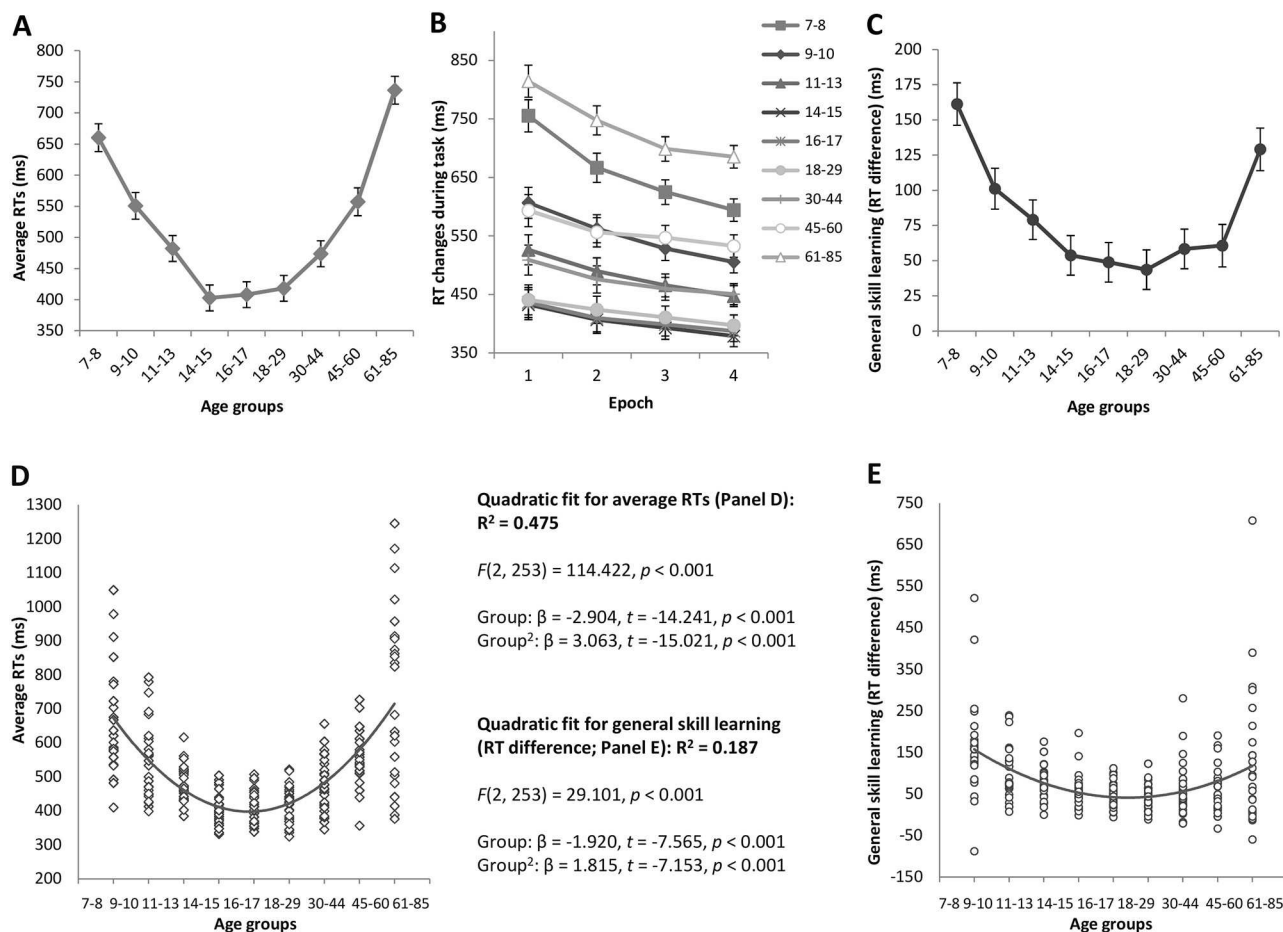 A
Average RTs (ms)
800
750
700
650
600
550
500
450
400
350
7-8
9-10
11-13
14-15
16-17
18-29
30-44
45-60
61-85
Age groups
B
RT changes during task (ms)
850
750
650
550
450
350
1 2 3 4
Epoch
7-8
9-10
11-13
14-15
16-17
18-29
30-44
45-60
61-85
C
General skill learning (RT difference) (ms)
200
175
150
125
100
75
50
25
0
7-8
9-10
11-13
14-15
16-17
18-29
30-44
45-60
61-85
Age groups
D
Average RTs (ms)
1300
1200
1100
1000
900
800
700
600
500
400
300
200
7-8 9-10 11-13 14-15 16-17 18-29 30-44 45-60 61-85
Age groups
Quadratic fit for average RTs (Panel D):
R² = 0.475
F(2, 253) = 114.422, p < 0.001
Group: β = -2.904, t = -14.241, p < 0.001
Group²: β = 3.063, t = -15.021, p < 0.001
Quadratic fit for general skill learning
(RT difference; Panel E): R² = 0.187
F(2, 253) = 29.101, p < 0.001
Group: β = -1.920, t = -7.565, p < 0.001
Group²: β = 1.815, t = -7.153, p < 0.001
E
General skill learning (RT difference) (ms)
750
650
550
450
350
250
150
50
-50
-150
7-8 9-10 11-13 14-15 16-17 18-29 30-44 45-60 61-85
Age groups